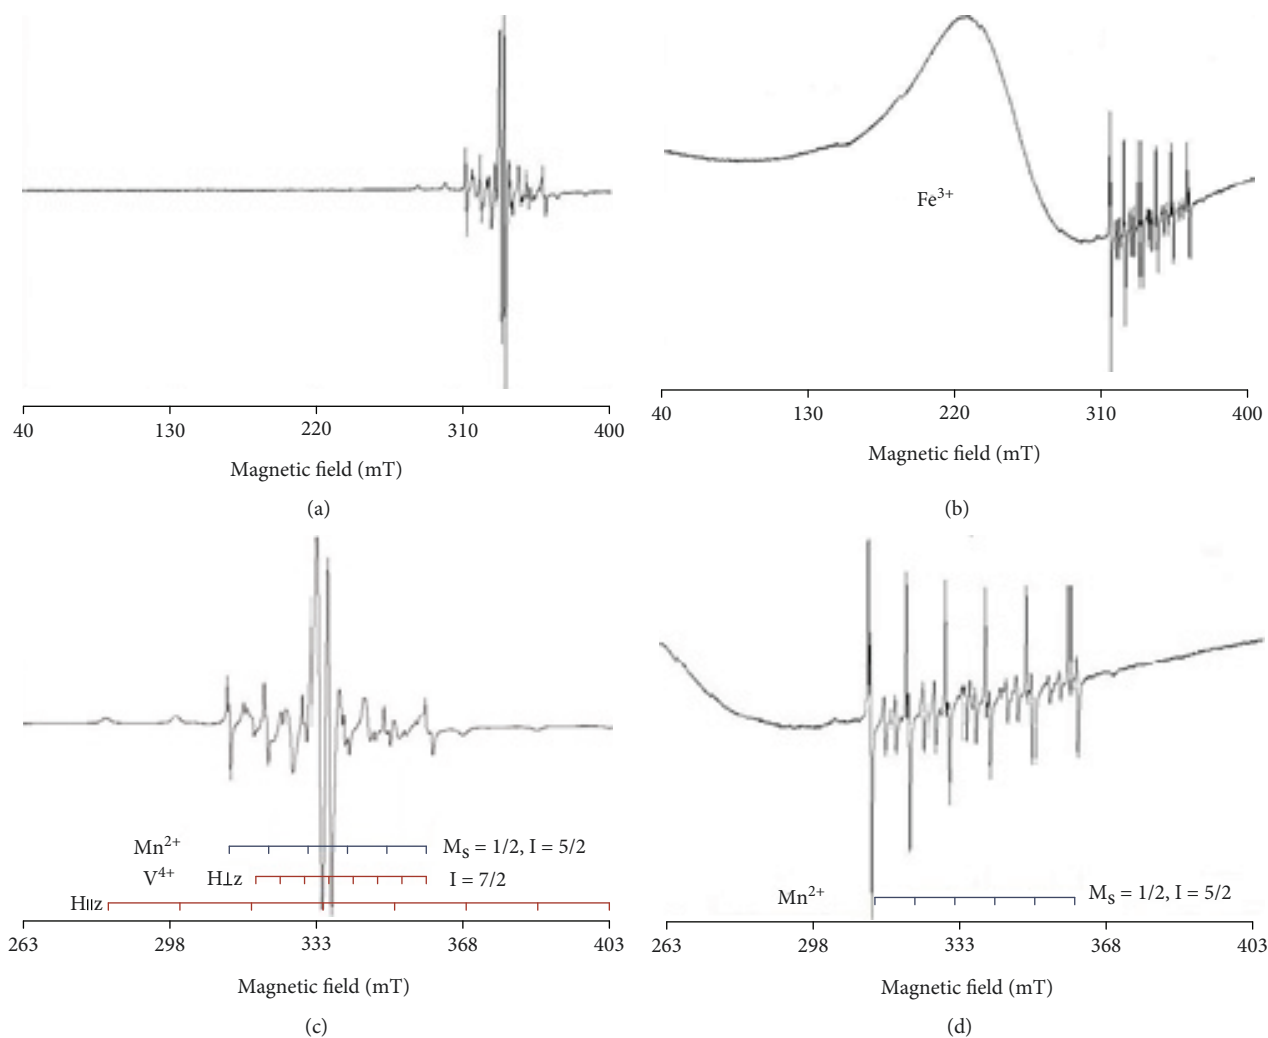 Fe3+
40 130 220 310 400
Magnetic field (mT)
(a)
40 130 220 310 400
Magnetic field (mT)
(b)
Mn2+ MS = 1/2, I = 5/2
V4+ H⊥z I = 7/2
H∥z
263 298 333 368 403
Magnetic field (mT)
(c)
Mn2+ MS = 1/2, I = 5/2
263 298 333 368 403
Magnetic field (mT)
(d)